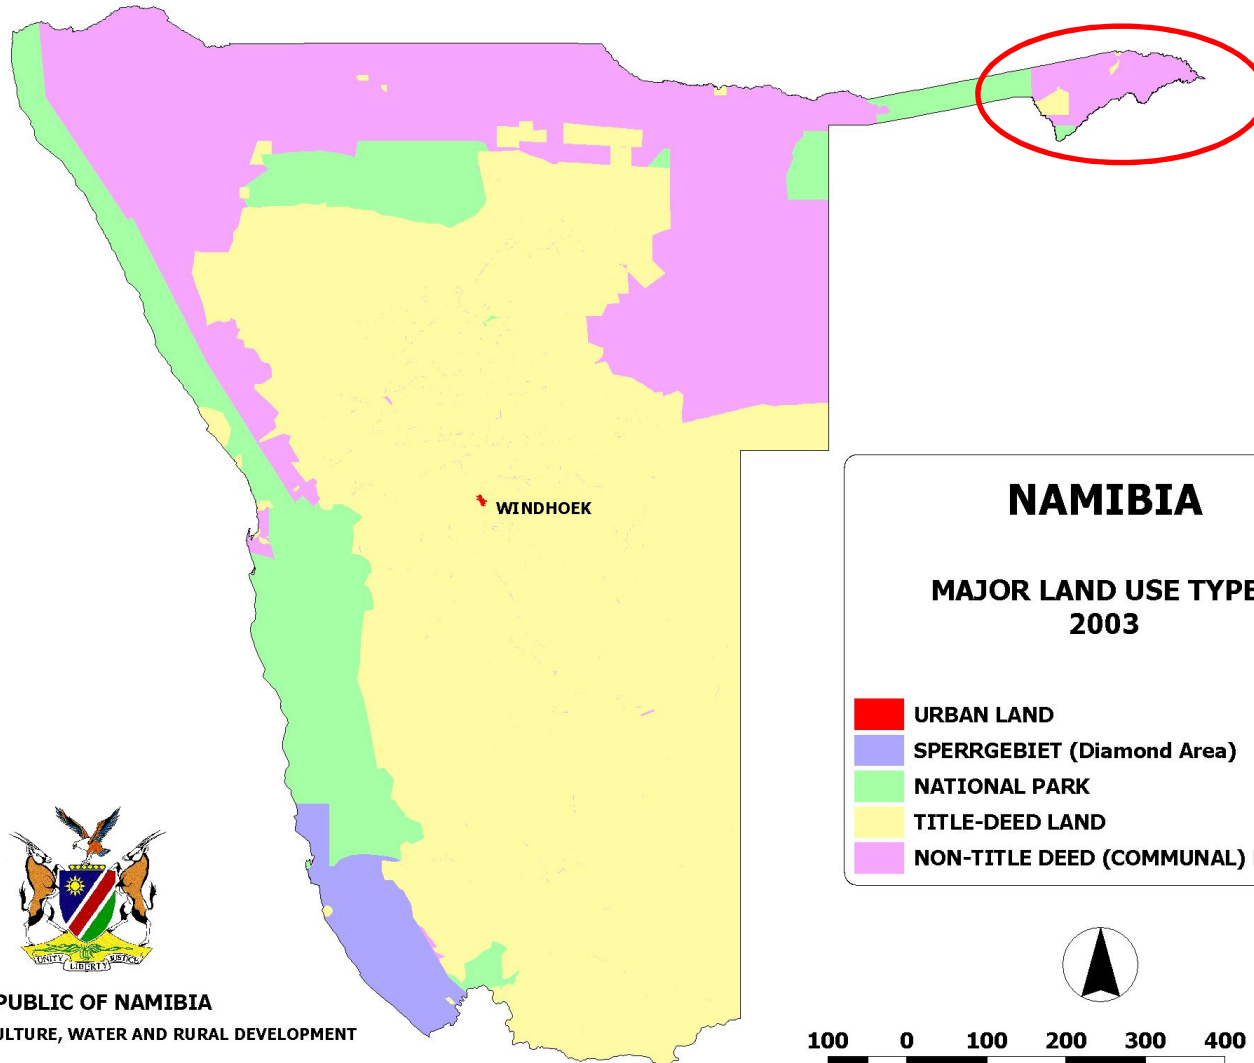 WINDHOEK
NAMIBIA
MAJOR LAND USE TYPE
2003
URBAN LAND
SPERRGEBIET (Diamond Area)
NATIONAL PARK
TITLE-DEED LAND
NON-TITLE DEED (COMMUNAL)
UNITY LIBERTY JUSTICE
PUBLIC OF NAMIBIA
ULTURE, WATER AND RURAL DEVELOPMENT
100 0 100 200 300 400